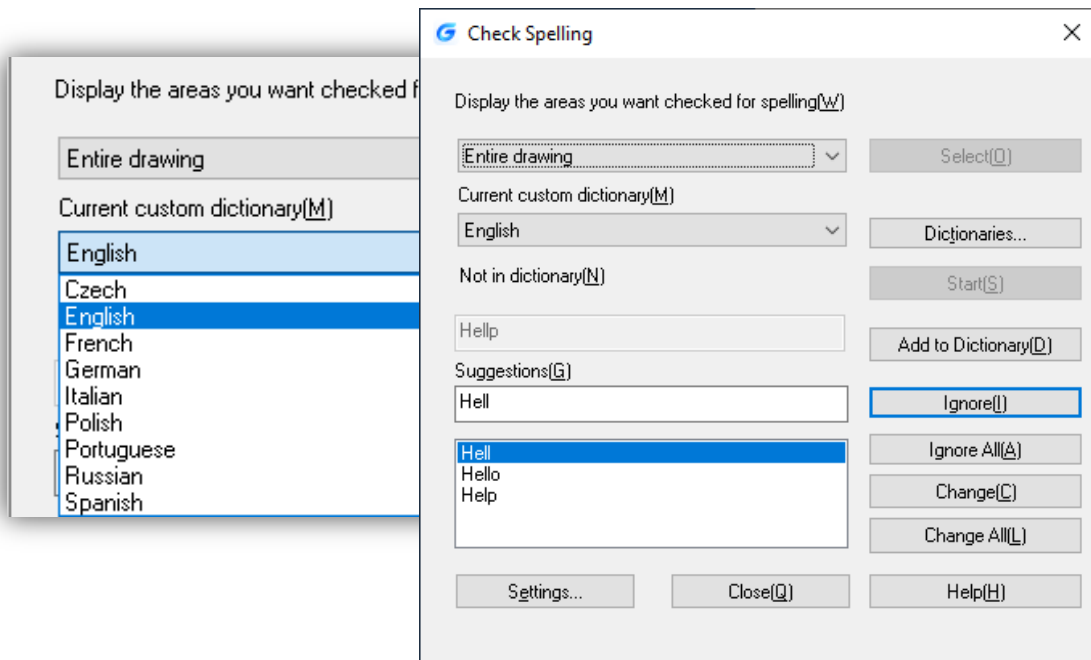 Display the areas you want checked f
Entire drawing
Current custom dictionary(M)
English
Czech
English
French
German
Italian
Polish
Portuguese
Russian
Spanish
Check Spelling
Display the areas you want checked for spelling(W)
Entire drawing
Select(O)
Current custom dictionary(M)
English
Dictionaries...
Not in dictionary(N)
Start(S)
Hellp
Add to Dictionary(D)
Suggestions(G)
Hell
Ignore(I)
Hell
Hello
Help
Ignore All(A)
Change(C)
Change All(L)
Settings...
Close(Q)
Help(H)